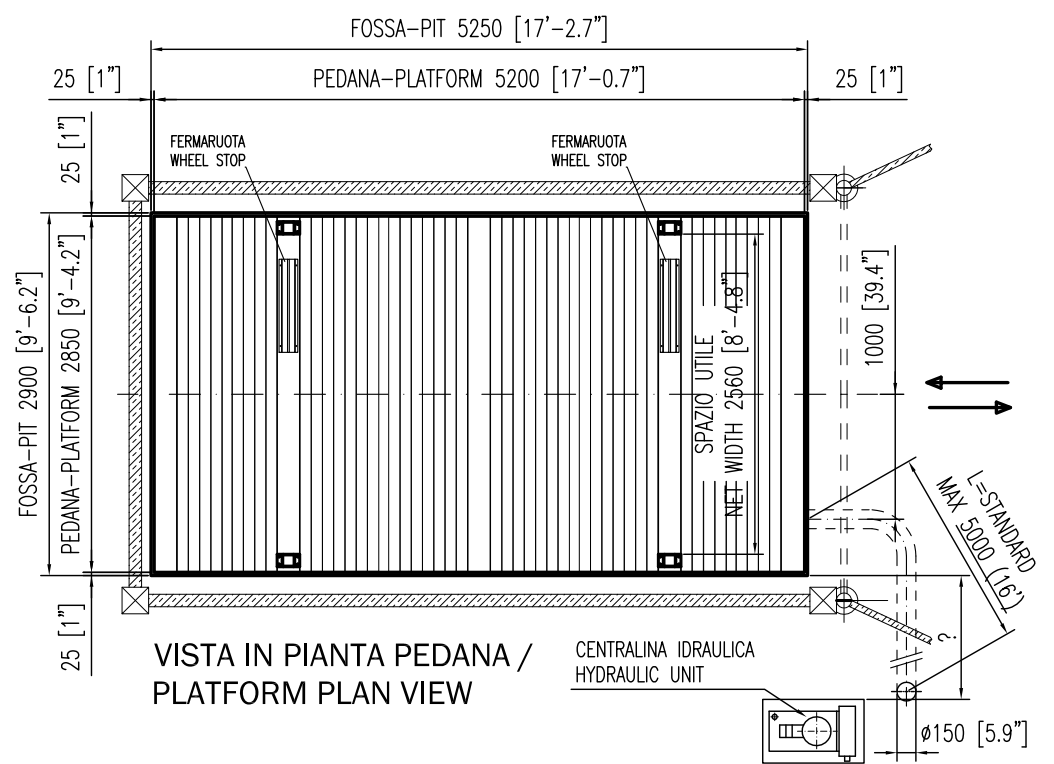 FOSSA-PIT 5250 [17'-2.7"]
25 [1"]
PEDANA-PLATFORM 5200 [17'-0.7"]
25 [1"]
25 [1"]
FERMARUOTA
WHEEL STOP
FERMARUOTA
WHEEL STOP
FOSSA-PIT 2900 [9'-6.2"]
PEDANA-PLATFORM 2850 [9'-4.2"]
SPAZIO UTILE
NET WIDTH 2560 [8'-4.8"]
1000 [39.4"]
L=STANDARD
MAX 5000 (16')
25 [1"]
¿
VISTA IN PIANTA PEDANA /
PLATFORM PLAN VIEW
CENTRALINA IDRAULICA
HYDRAULIC UNIT
ø150 [5.9"]